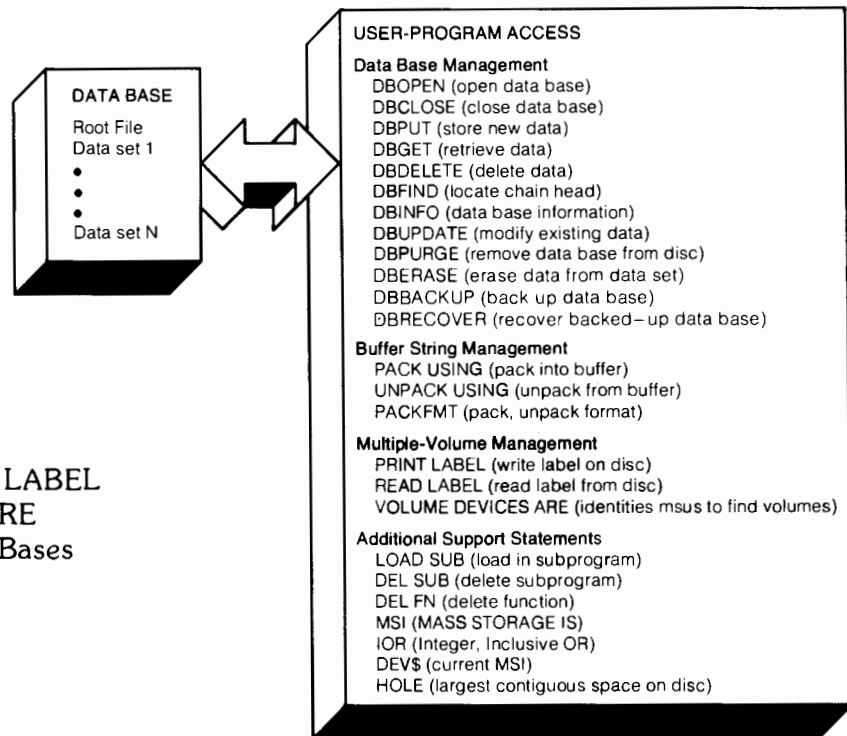 DATA BASE
Root File
Data set 1
•
•
•
Data set N
LABEL
RE
Bases
USER-PROGRAM ACCESS
Data Base Management
DBOPEN (open data base)
DBCLOSE (close data base)
DBPUT (store new data)
DBGET (retrieve data)
DBDELETE (delete data)
DBFIND (locate chain head)
DBINFO (data base information)
DBUPDATE (modify existing data)
DBPURGE (remove data base from disc)
DBERASE (erase data from data set)
DBBACKUP (back up data base)
DBRECOVER (recover backed–up data base)
Buffer String Management
PACK USING (pack into buffer)
UNPACK USING (unpack from buffer)
PACKFMT (pack, unpack format)
Multiple-Volume Management
PRINT LABEL (write label on disc)
READ LABEL (read label from disc)
VOLUME DEVICES ARE (identities msus to find volumes)
Additional Support Statements
LOAD SUB (load in subprogram)
DEL SUB (delete subprogram)
DEL FN (delete function)
MSI (MASS STORAGE IS)
IOR (Integer, Inclusive OR)
DEV$ (current MSI)
HOLE (largest contiguous space on disc)